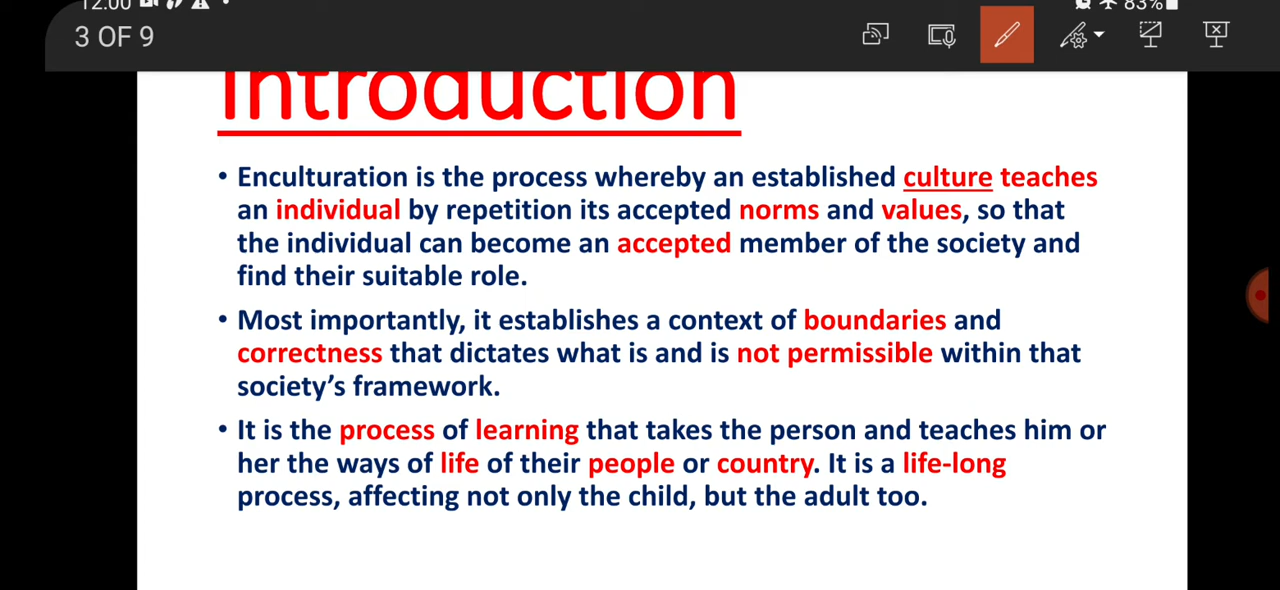 12:00
83%
3 OF 9
Introduction
• Enculturation is the process whereby an established culture teaches
an individual by repetition its accepted norms and values, so that
the individual can become an accepted member of the society and
find their suitable role.
• Most importantly, it establishes a context of boundaries and
correctness that dictates what is and is not permissible within that
society’s framework.
• It is the process of learning that takes the person and teaches him or
her the ways of life of their people or country. It is a life-long
process, affecting not only the child, but the adult too.